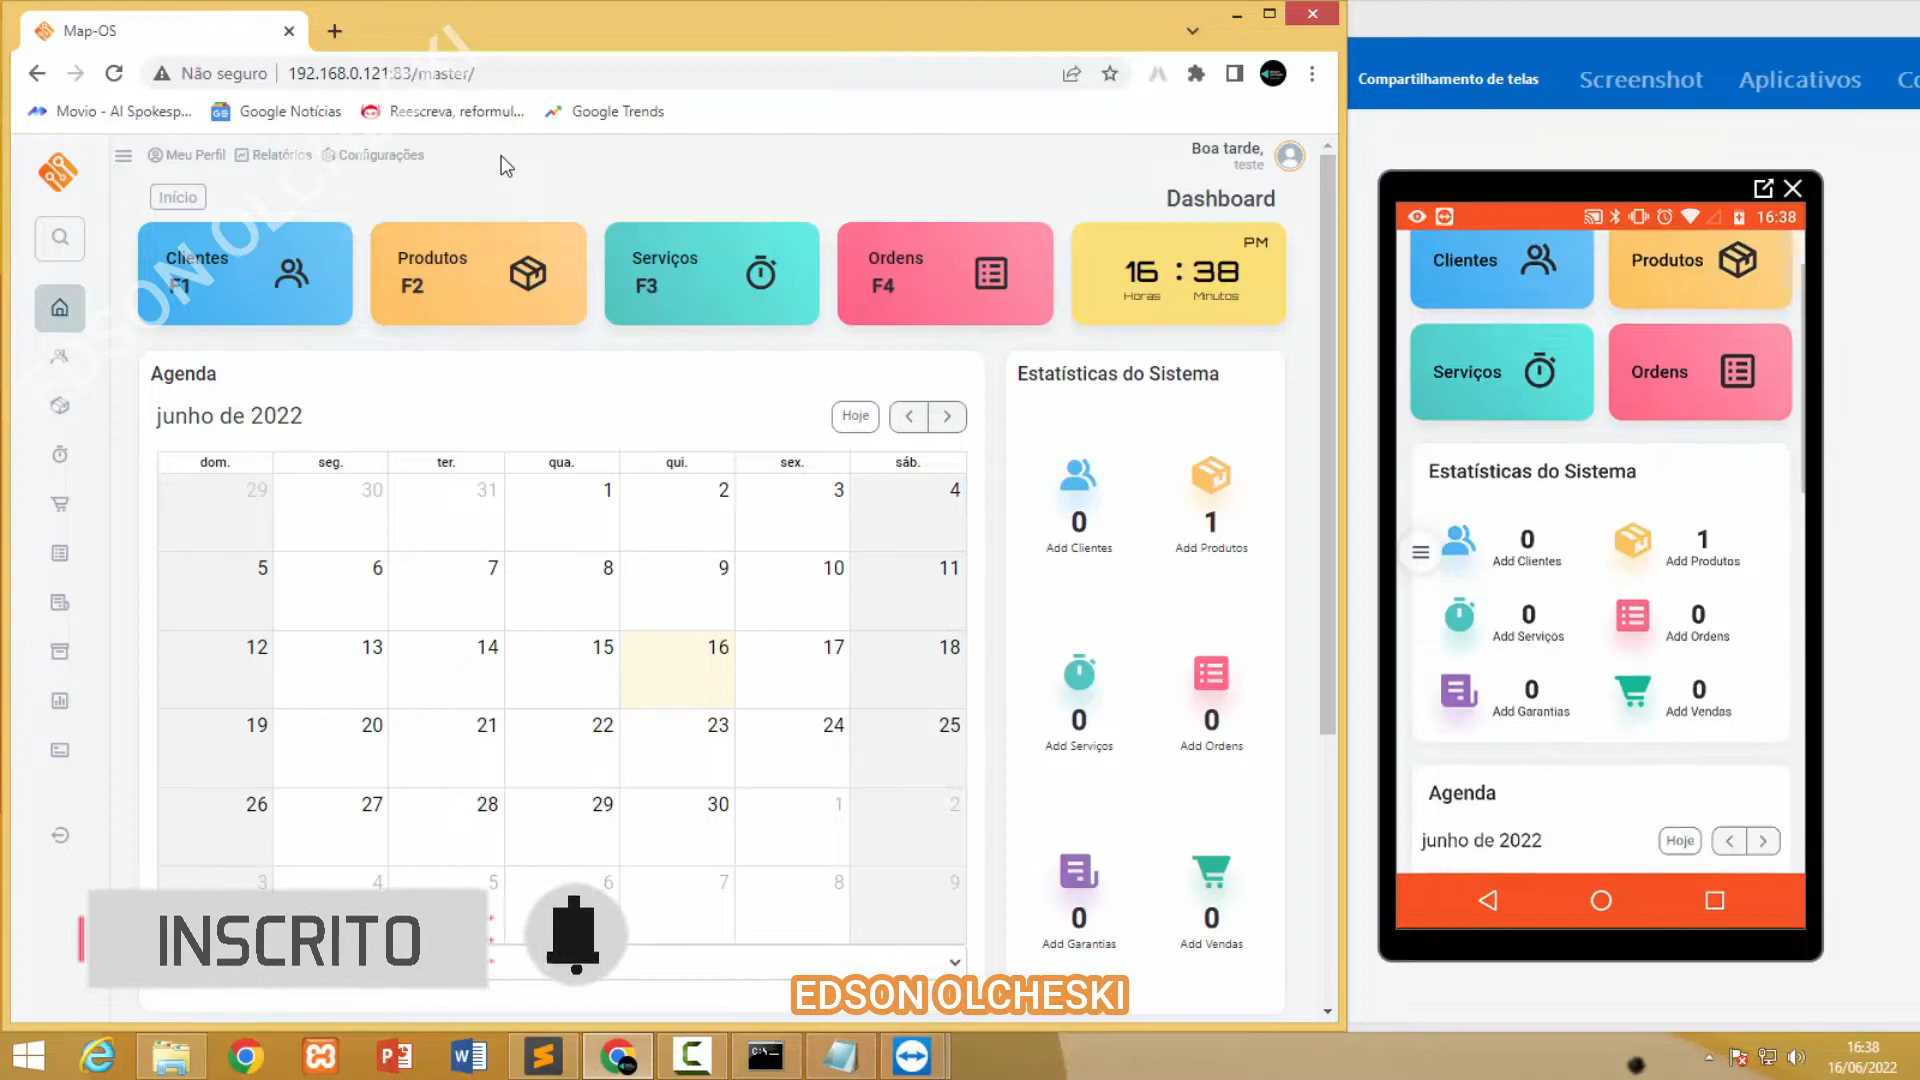 Map-OS
Não seguro
192.168.0.121:83/master/
Movio - AI Spokesp...
Google Notícias
Reescreva, reformul...
Google Trends
Meu Perfil
Relatórios
Configurações
Boa tarde,
teste
Início
Dashboard
Clientes
F1
Produtos
F2
Serviços
F3
Ordens
F4
PM
16 : 38
Horas
Minutos
Agenda
junho de 2022
Hoje
dom. seg. ter. qua. qui. sex. sáb.
29 30 31 1 2 3 4
5 6 7 8 9 10 11
12 13 14 15 16 17 18
19 20 21 22 23 24 25
26 27 28 29 30 1 2
3 4 5 6 7 8 9
Estatísticas do Sistema
0
Add Clientes
1
Add Produtos
0
Add Serviços
0
Add Ordens
0
Add Garantias
0
Add Vendas
INSCRITO
EDSON OLCHESKI
EDSON OLCHESKI
Compartilhamento de telas
Screenshot
Aplicativos
16:38
Clientes
Produtos
Serviços
Ordens
Estatísticas do Sistema
0
Add Clientes
1
Add Produtos
0
Add Serviços
0
Add Ordens
0
Add Garantias
0
Add Vendas
Agenda
junho de 2022
Hoje
16:38
16/06/2022